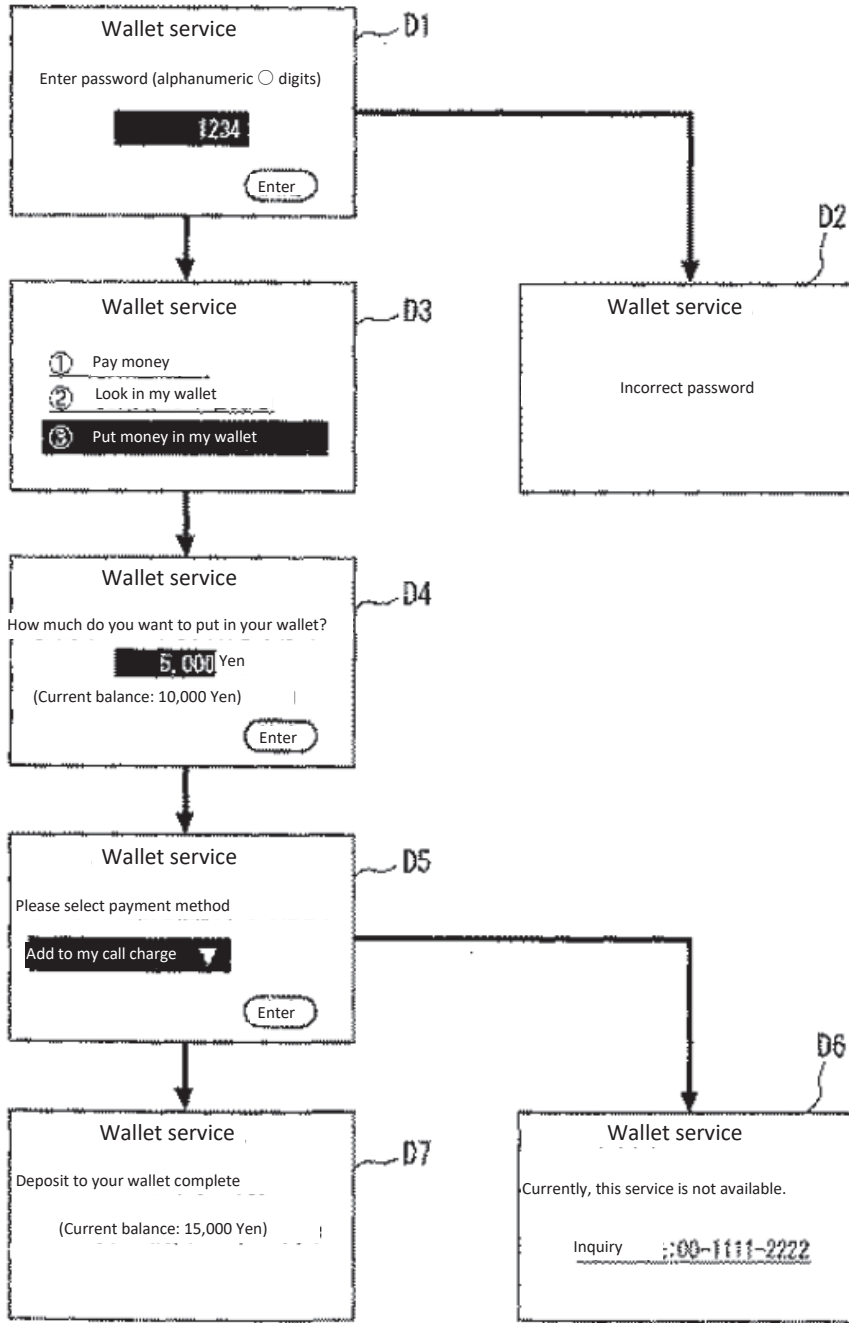 Wallet service
D1
Enter password (alphanumeric ○ digits)
1234
Enter
D2
Wallet service
Incorrect password
Wallet service
D3
① Pay money
② Look in my wallet
③ Put money in my wallet
Wallet service
D4
How much do you want to put in your wallet?
5,000 Yen
(Current balance: 10,000 Yen)
Enter
Wallet service
D5
Please select payment method
Add to my call charge ▼
Enter
D6
Wallet service
Currently, this service is not available.
Inquiry :00-1111-2222
Wallet service
D7
Deposit to your wallet complete
(Current balance: 15,000 Yen)